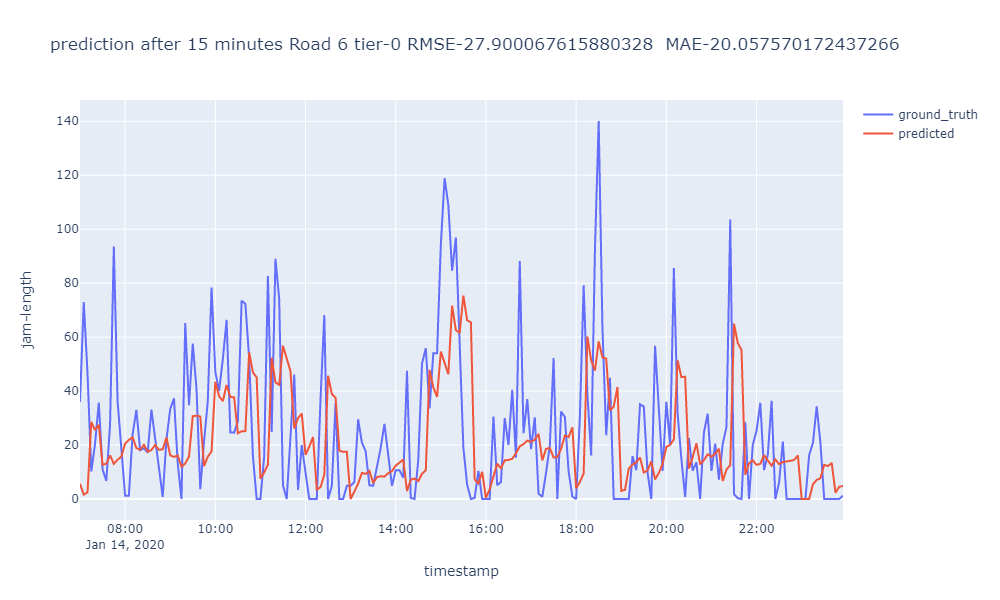 prediction after 15 minutes Road 6 tier-0 RMSE-27.900067615880328  MAE-20.057570172437266
ground_truth
predicted
jam-length
140
120
100
80
60
40
20
0
08:00 10:00 12:00 14:00 16:00 18:00 20:00 22:00
Jan 14, 2020
timestamp